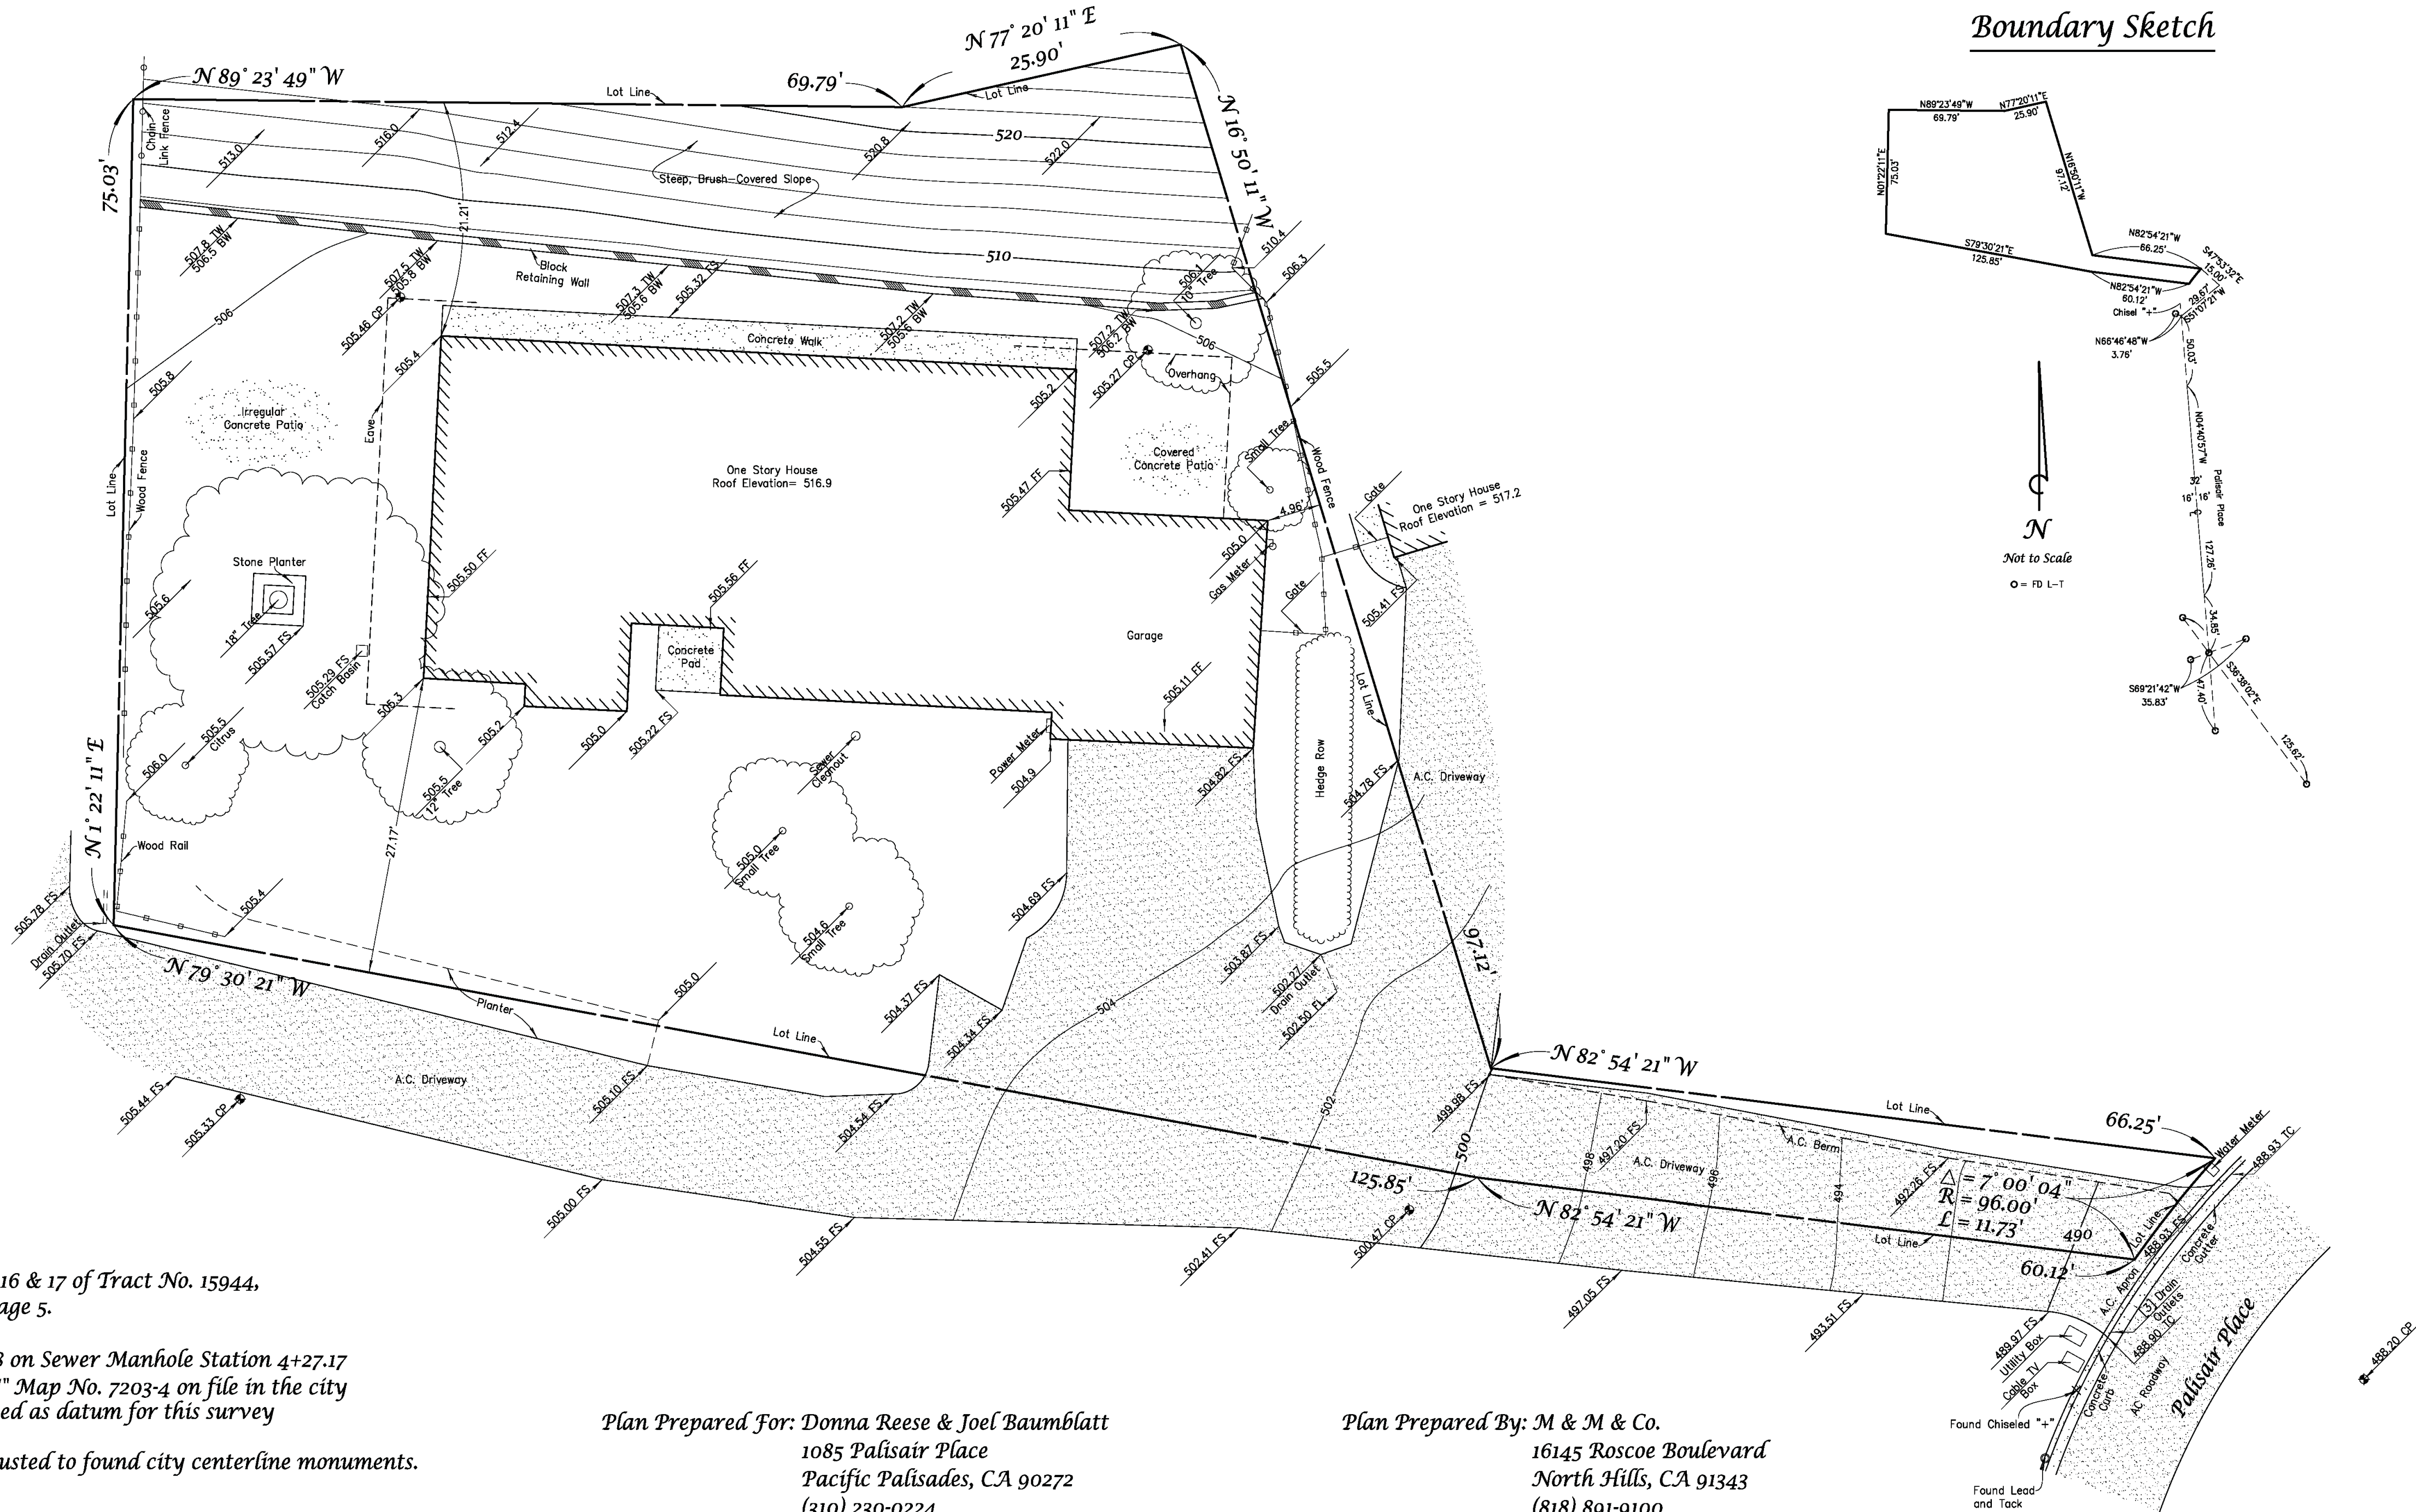 Boundary Sketch
N 89° 23' 49" W
69.79'
N 77° 20' 11" E
25.90'
N 16° 50' 11" W
97.12'
75.03'
N 1° 22' 11" E
Lot Line
Lot Line
Chain
Link Fence
513.0
516.0
512.4
520.8
522.0
520
Steep, Brush-Covered Slope
21.21'
510
510.4
506.3
507.8 TW
506.5 BW
507.5 TW
505.8 BW
Block
Retaining Wall
507.3 TW
505.6 BW
505.32 FS
507.2 TW
505.6 BW
507.2 TW
506.2 BW
506.1
10" Tree
506
506
505.46 CP
505.4
Concrete Walk
505.27 CP
Overhang
505.2
505.5
505.8
Irregular
Concrete Patio
Eave
Lot Line
Wood Fence
One Story House
Roof Elevation= 516.9
505.47 FF
Covered
Concrete Patio
Small Tree
Wood Fence
4.96'
Gate
One Story House
Roof Elevation = 517.2
505.0
Gas Meter
Gate
505.41 FS
Stone Planter
505.6
18" Tree
505.57 FS
505.29 FS
Catch Basin
505.50 FF
505.56 FF
Concrete
Pad
Garage
505.11 FF
506.3
505.2
505.0
505.22 FS
Lot Line
505.5
Citrus
506.0
505.5
12" Tree
Sewer
Cleanout
Power Meter
504.9
504.82 FS
Hedge Row
504.78 FS
A.C. Driveway
27.17'
Wood Rail
505.0
Small Tree
504.6
Small Tree
504.69 FS
505.78 FS
Drain Outlet
505.70 FS
505.4
N 79° 30' 21" W
Planter
505.0
Lot Line
504.37 FS
504.34 FS
503.87 FS
502.27
Drain Outlet
502.50 FL
504
502
505.44 FS
505.33 CP
A.C. Driveway
505.10 FS
504.54 FS
505.00 FS
504.55 FS
502.41 FS
125.85'
499.98 FS
500
500.47 CP
N 82° 54' 21" W
66.25'
Lot Line
Water Meter
488.93 TC
498
497.20 FS
A.C. Driveway
496
A.C. Berm
494
492.26 FS
△ = 7° 00' 04"
R = 96.00'
L = 11.73'
490
N 82° 54' 21" W
Lot Line
60.12'
Lot Line
488.93 FS
Concrete
Gutter
A.C. Apron
[3] Drain
Outlets
488.90 TC
497.05 FS
493.51 FS
489.97 FS
Utility Box
Cable TV
Box
Concrete
Curb
AC Roadway
Palisair Place
488.20 CP
Found Chiseled "+"
Found Lead
and Tack
N89°23'49"W
69.79'
N77°20'11"E
25.90'
N01°22'11"E
75.03'
N16°50'11"W
97.12'
S79°30'21"E
125.85'
N82°54'21"W
66.25'
S47°53'32"E
15.00'
N82°54'21"W
60.12'
29.67'
S51°07'21"W
Chisel "+"
N66°46'48"W
3.76'
50.03'
N04°40'57"W
32'
16' 16'
Palisair Place
127.26'
34.85'
S69°21'42"W
35.83'
47.40'
S36°38'02"E
125.62'
N
Not to Scale
= FD L-T
16 & 17 of Tract No. 15944,
age 5.
on Sewer Manhole Station 4+27.17
" Map No. 7203-4 on file in the city
ed as datum for this survey
usted to found city centerline monuments.
Plan Prepared For: Donna Reese & Joel Baumblatt
1085 Palisair Place
Pacific Palisades, CA 90272
(310) 230-0224
Plan Prepared By: M & M & Co.
16145 Roscoe Boulevard
North Hills, CA 91343
(818) 891-9100